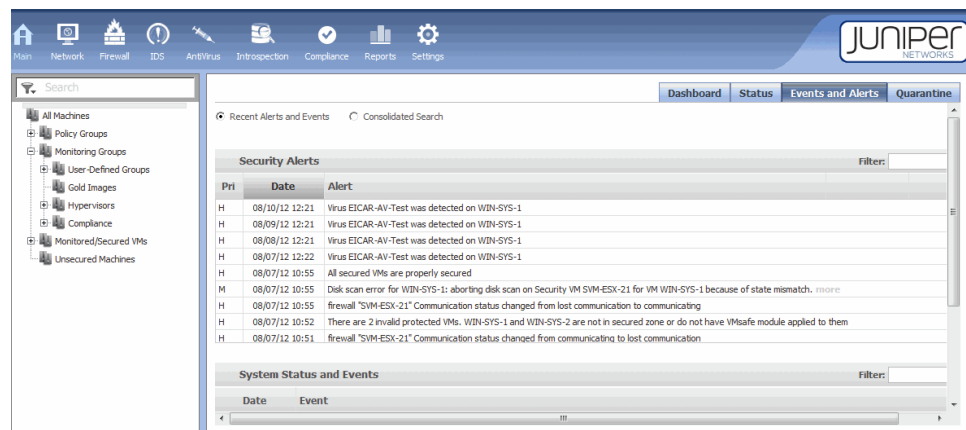 Main Network Firewall IDS AntiVirus Introspection Compliance Reports Settings
JUNIPER
NETWORKS
Search
Dashboard Status Events and Alerts Quarantine
All Machines
Policy Groups
Monitoring Groups
User-Defined Groups
Gold Images
Hypervisors
Compliance
Monitored/Secured VMs
Unsecured Machines
Recent Alerts and Events Consolidated Search
Security Alerts Filter:
Pri Date Alert
H 08/10/12 12:21 Virus EICAR-AV-Test was detected on WIN-SYS-1
H 08/09/12 12:21 Virus EICAR-AV-Test was detected on WIN-SYS-1
H 08/08/12 12:21 Virus EICAR-AV-Test was detected on WIN-SYS-1
H 08/07/12 12:22 Virus EICAR-AV-Test was detected on WIN-SYS-1
H 08/07/12 10:55 All secured VMs are properly secured
M 08/07/12 10:55 Disk scan error for WIN-SYS-1: aborting disk scan on Security VM SVM-ESX-21 for VM WIN-SYS-1 because of state mismatch. more
H 08/07/12 10:55 firewall "SVM-ESX-21" Communication status changed from lost communication to communicating
H 08/07/12 10:52 There are 2 invalid protected VMs. WIN-SYS-1 and WIN-SYS-2 are not in secured zone or do not have VMsafe module applied to them
H 08/07/12 10:51 firewall "SVM-ESX-21" Communication status changed from communicating to lost communication
System Status and Events Filter:
Date Event